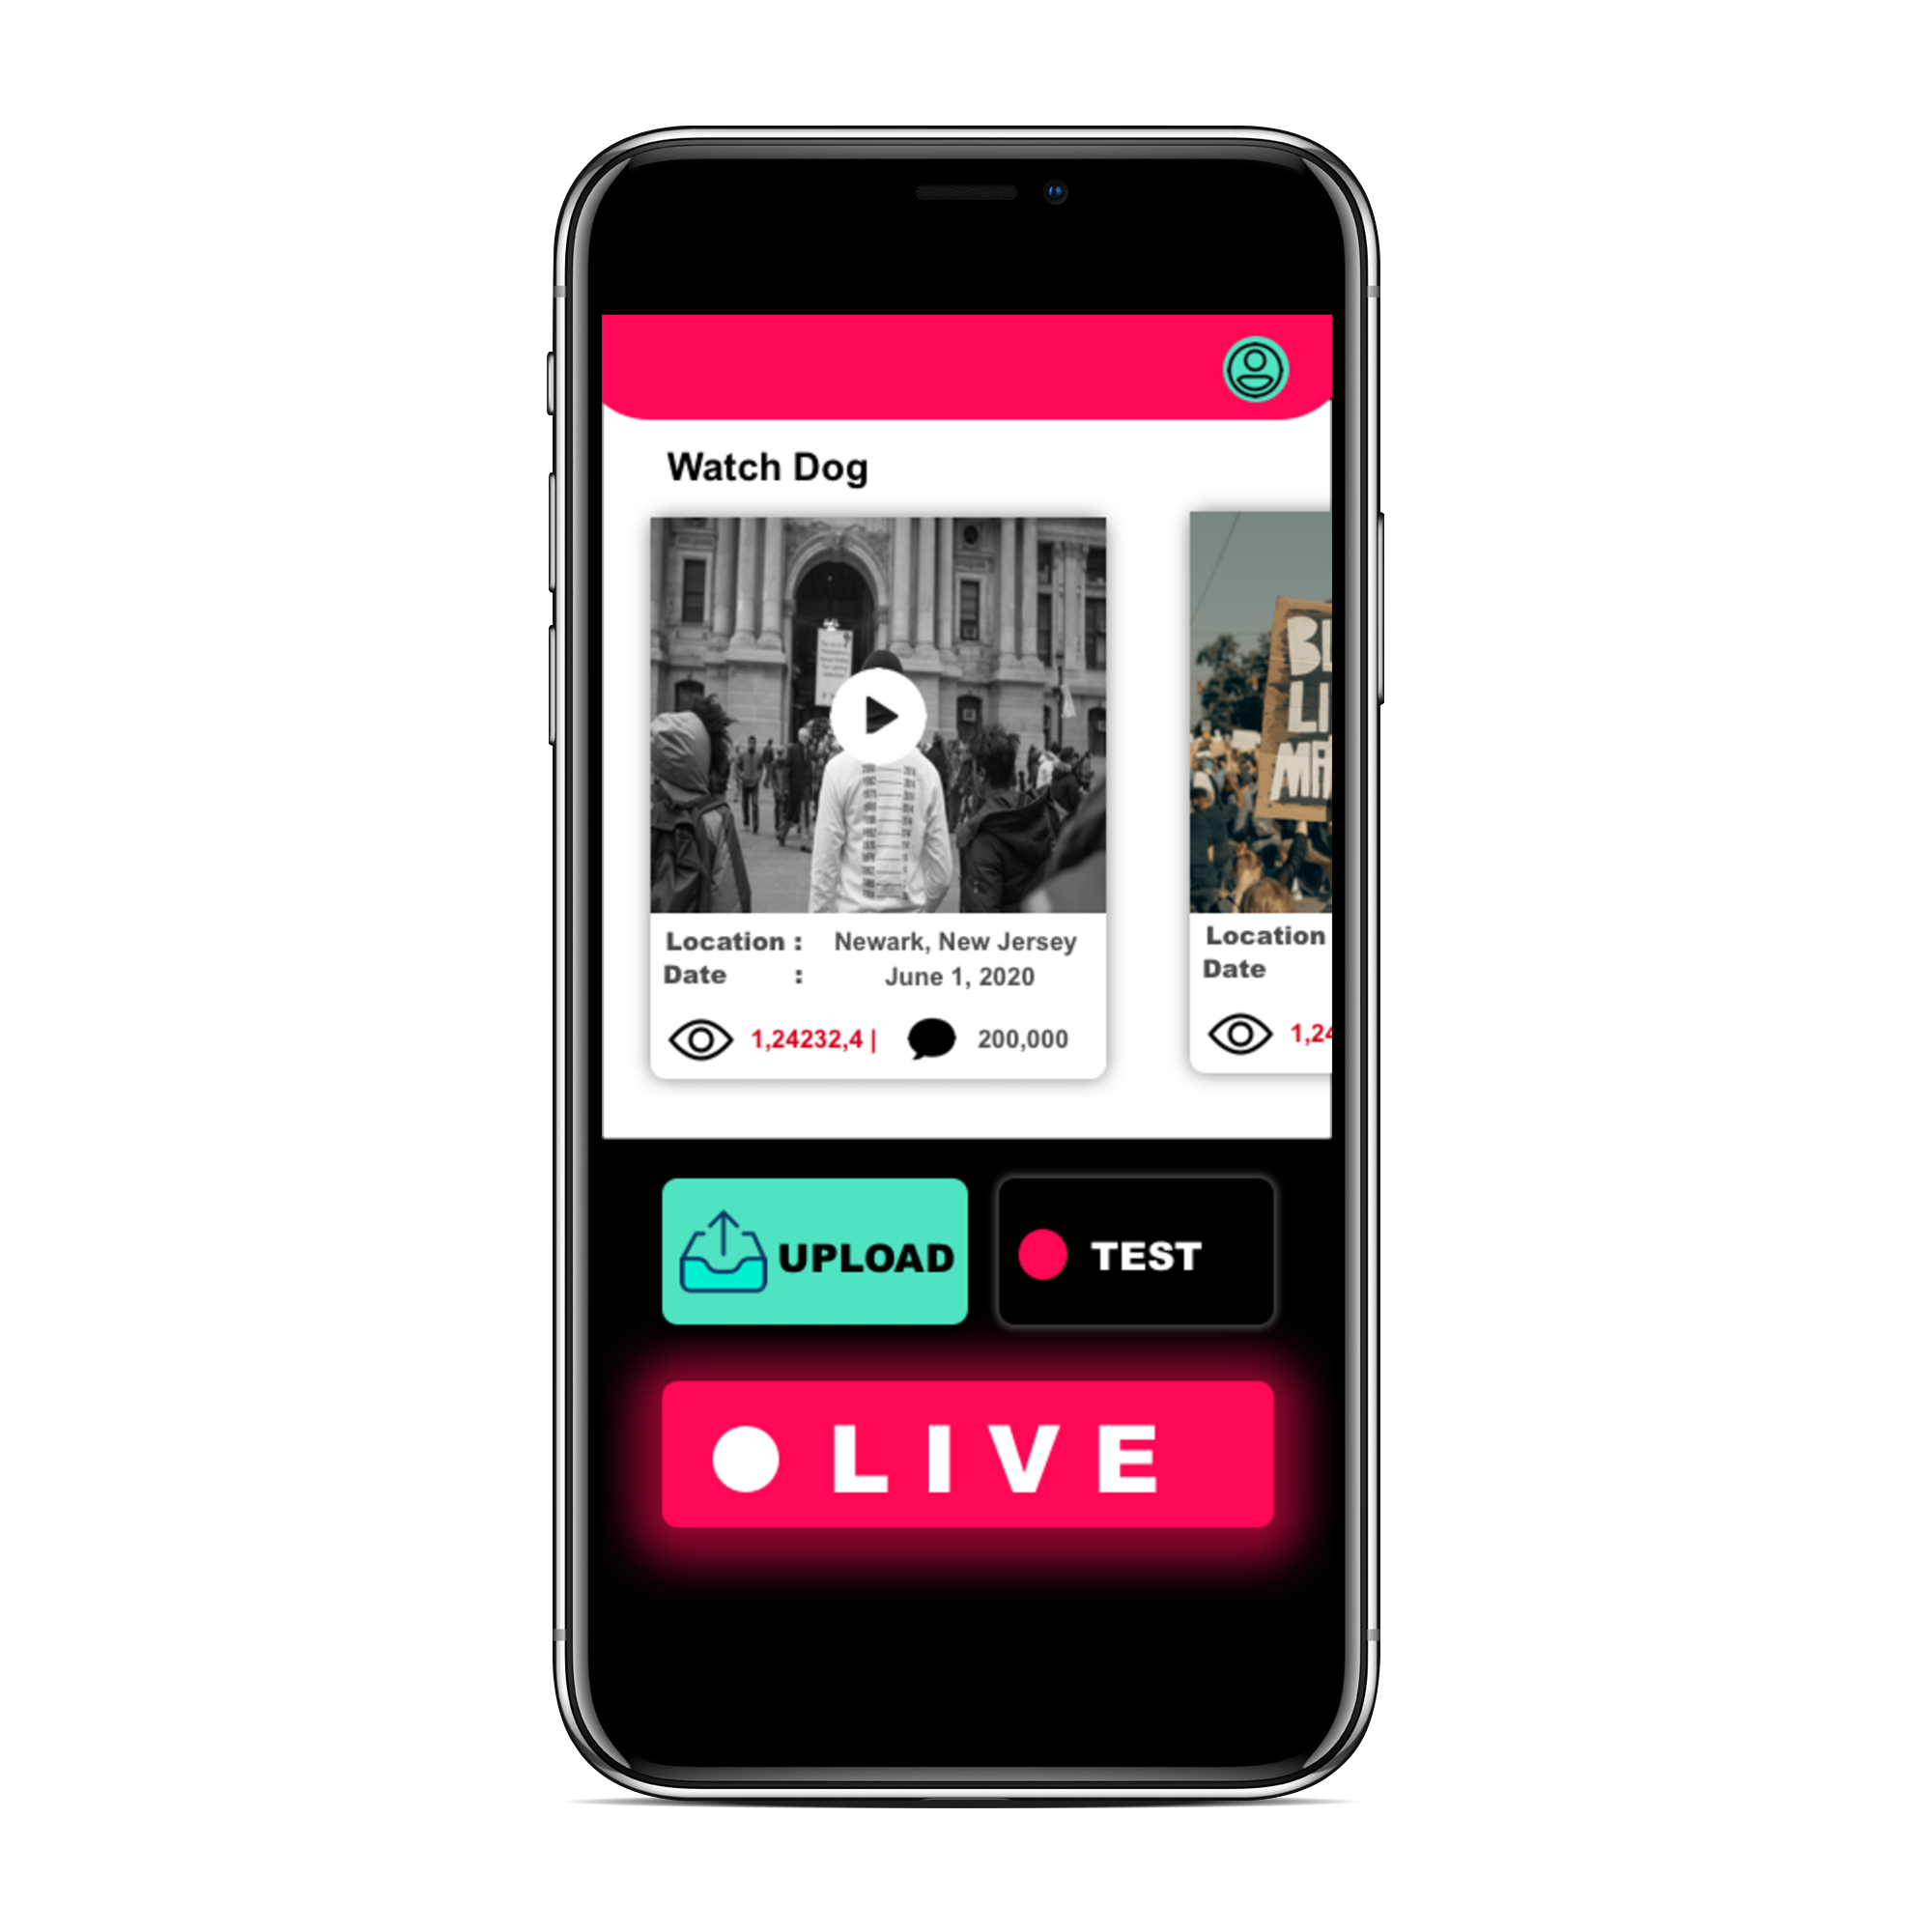 Watch Dog
BL
LI
MA
Location : Newark, New Jersey
Date : June 1, 2020
1,24232,4 | 200,000
Location
Date
1,24
UPLOAD
TEST
LIVE